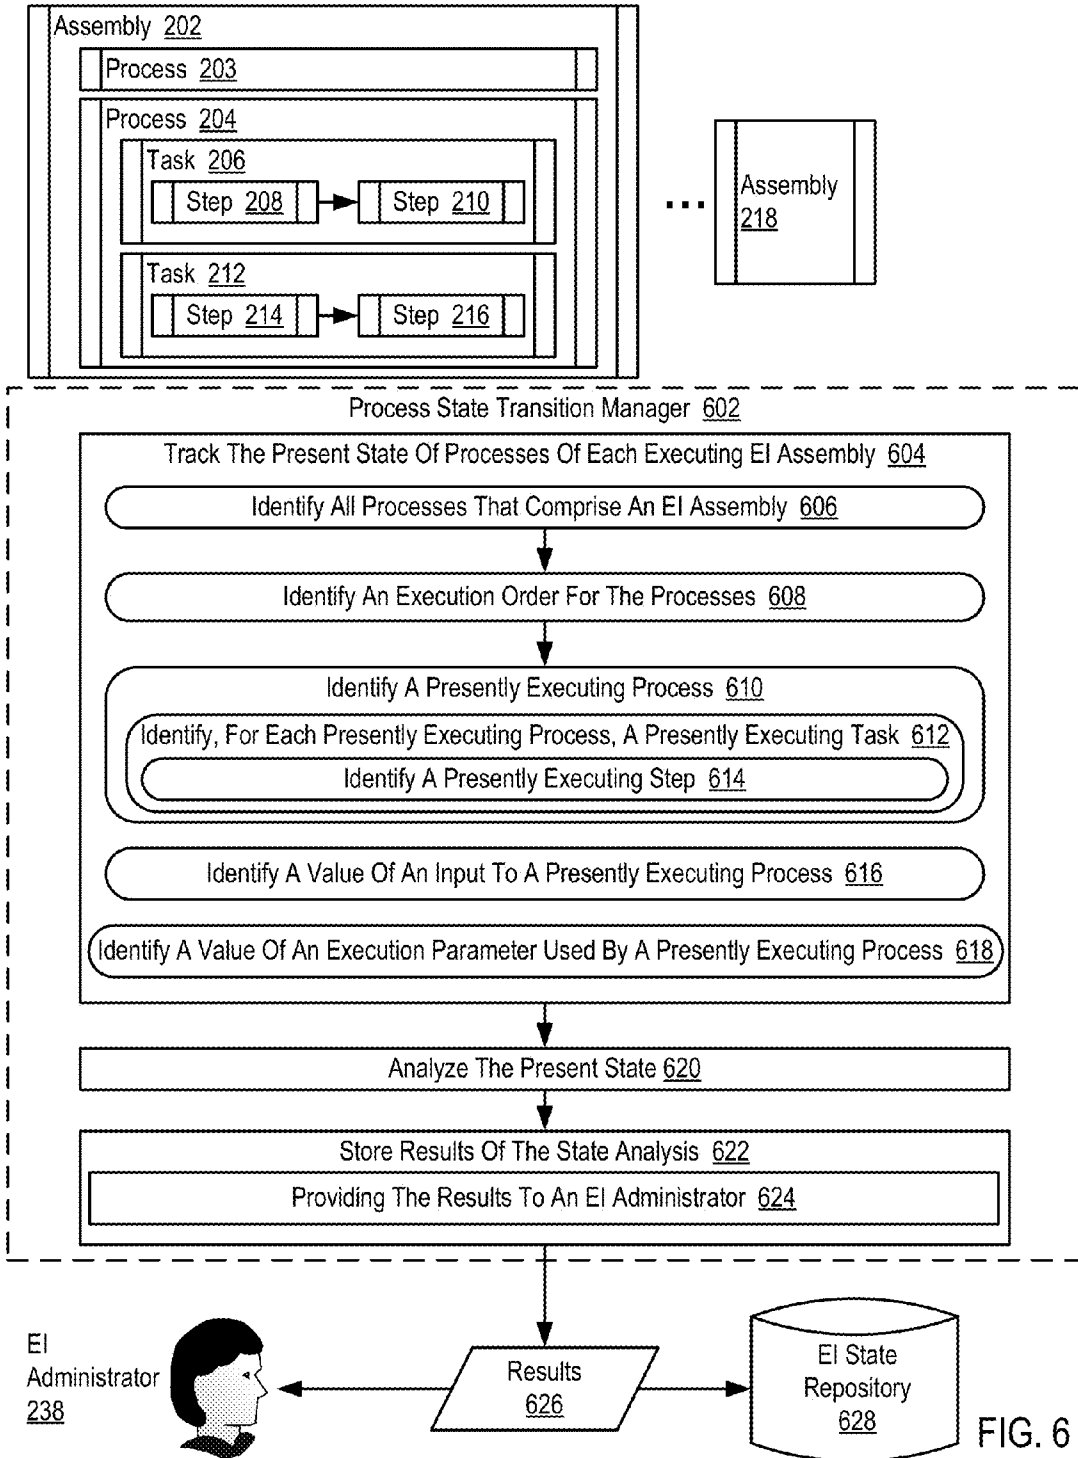 Assembly 202
Process 203
Process 204
Task 206
Step 208
Step 210
Task 212
Step 214
Step 216
...
Assembly
218
Process State Transition Manager 602
Track The Present State Of Processes Of Each Executing EI Assembly 604
Identify All Processes That Comprise An EI Assembly 606
Identify An Execution Order For The Processes 608
Identify A Presently Executing Process 610
Identify, For Each Presently Executing Process, A Presently Executing Task 612
Identify A Presently Executing Step 614
Identify A Value Of An Input To A Presently Executing Process 616
Identify A Value Of An Execution Parameter Used By A Presently Executing Process 618
Analyze The Present State 620
Store Results Of The State Analysis 622
Providing The Results To An EI Administrator 624
EI
Administrator
238
Results
626
EI State
Repository
628
FIG. 6